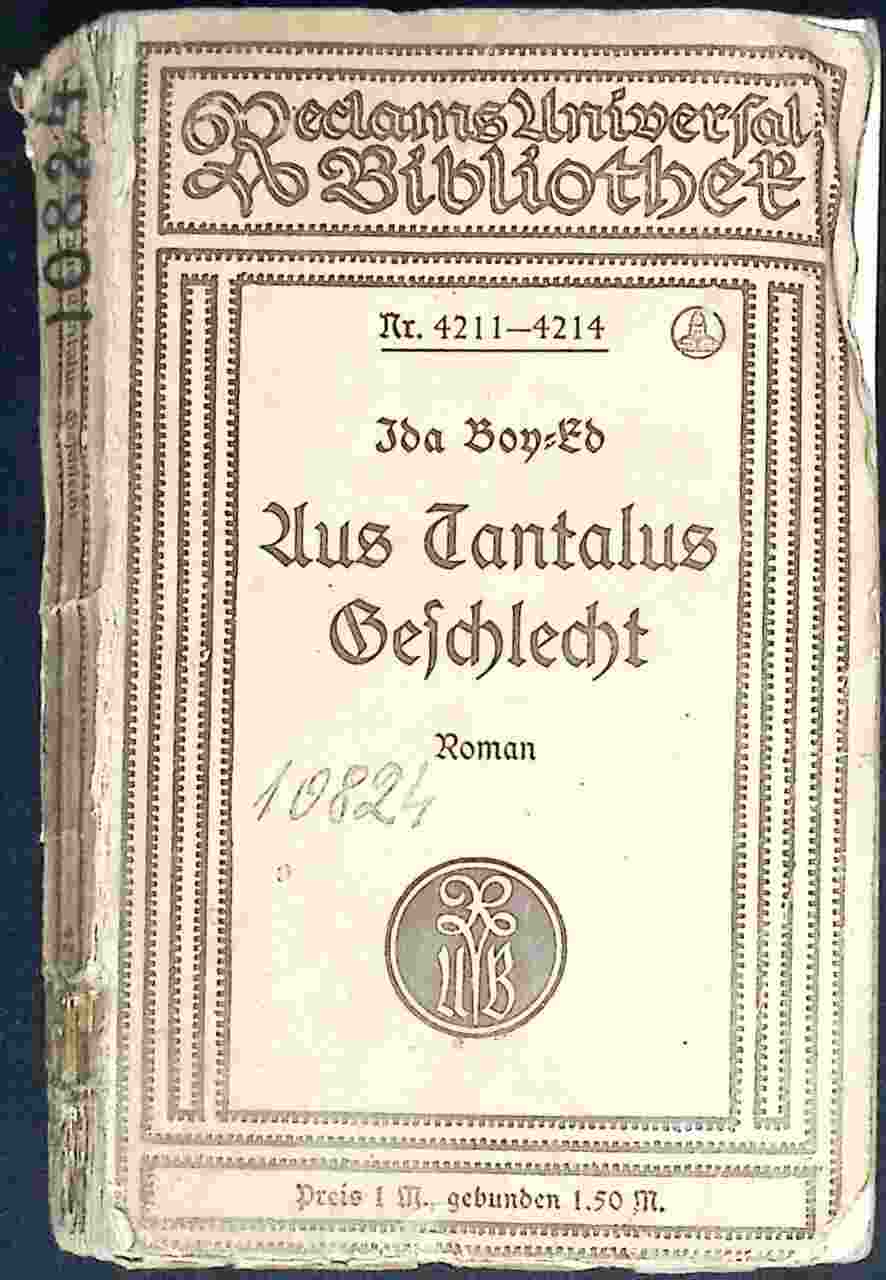 Reclams Universal
Bibliothek
Nr. 4211–4214
Ida Boy=Ed
Aus Tantalus
Geſchlecht
Roman
10824
RUB
Preis 1 M., gebunden 1.50 M.
10824